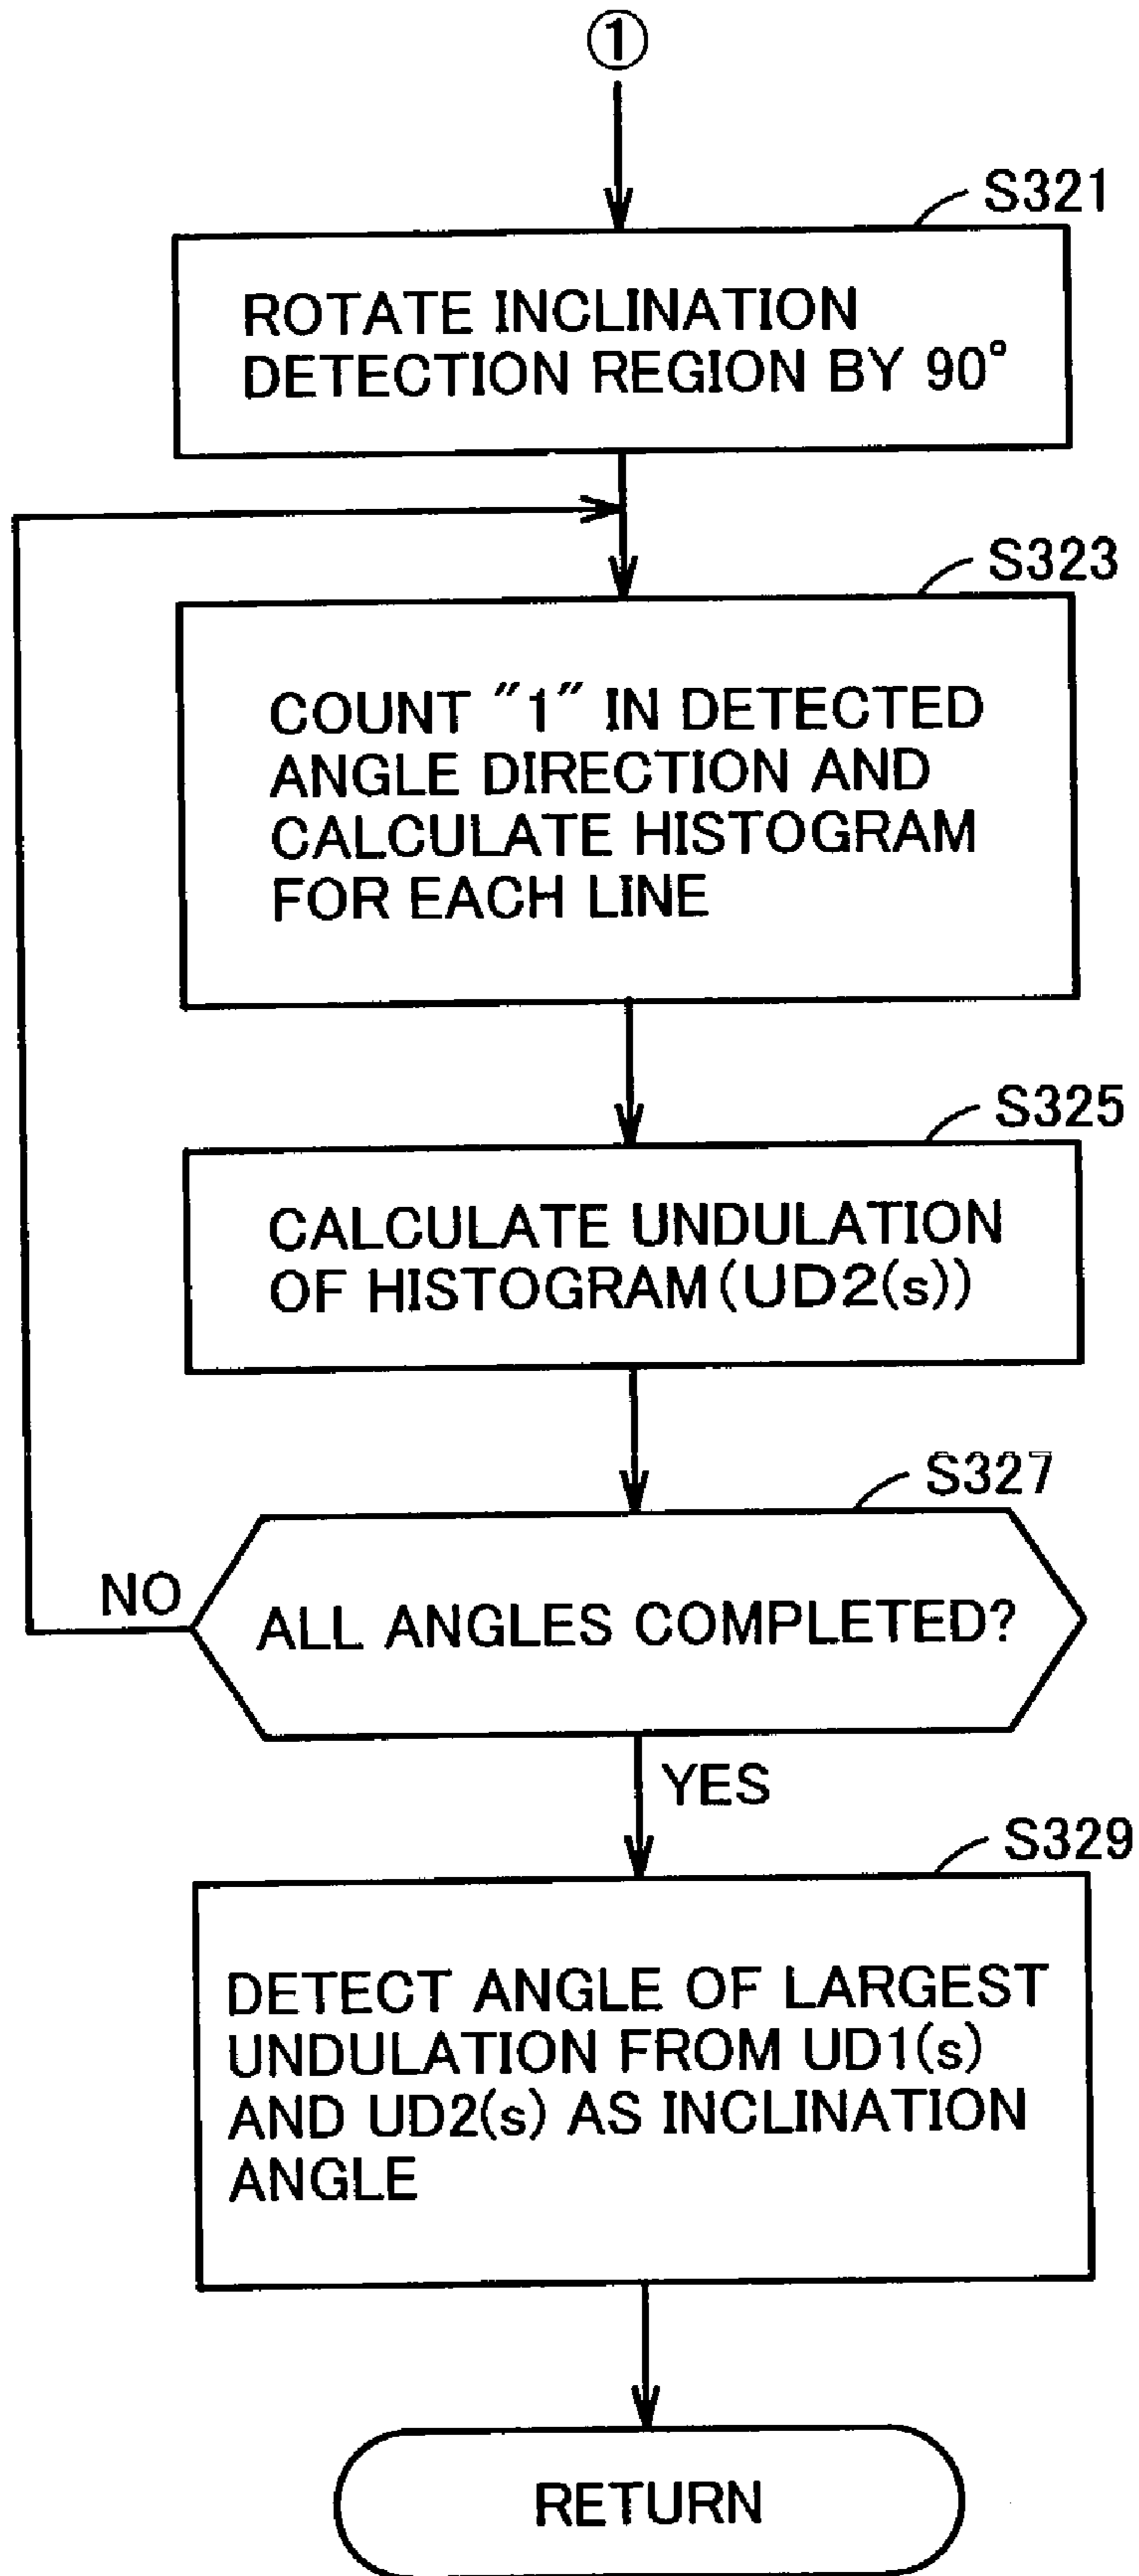 ①
S321
ROTATE INCLINATION
DETECTION REGION BY 90°
S323
COUNT "1" IN DETECTED
ANGLE DIRECTION AND
CALCULATE HISTOGRAM
FOR EACH LINE
S325
CALCULATE UNDULATION
OF HISTOGRAM(UD2(s))
S327
NO
ALL ANGLES COMPLETED?
YES
S329
DETECT ANGLE OF LARGEST
UNDULATION FROM UD1(s)
AND UD2(s) AS INCLINATION
ANGLE
RETURN